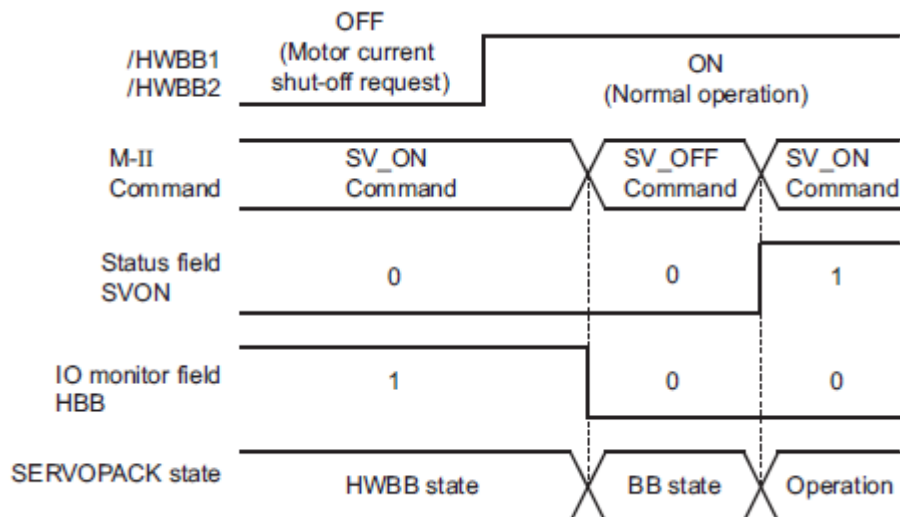 OFF
(Motor current
shut-off request)
/HWBB1
/HWBB2
ON
(Normal operation)
M-II
Command
SV_ON
Command
SV_OFF
Command
SV_ON
Command
Status field
SVON
0
0
1
IO monitor field
HBB
1
0
0
SERVOPACK state
HWBB state
BB state
Operation